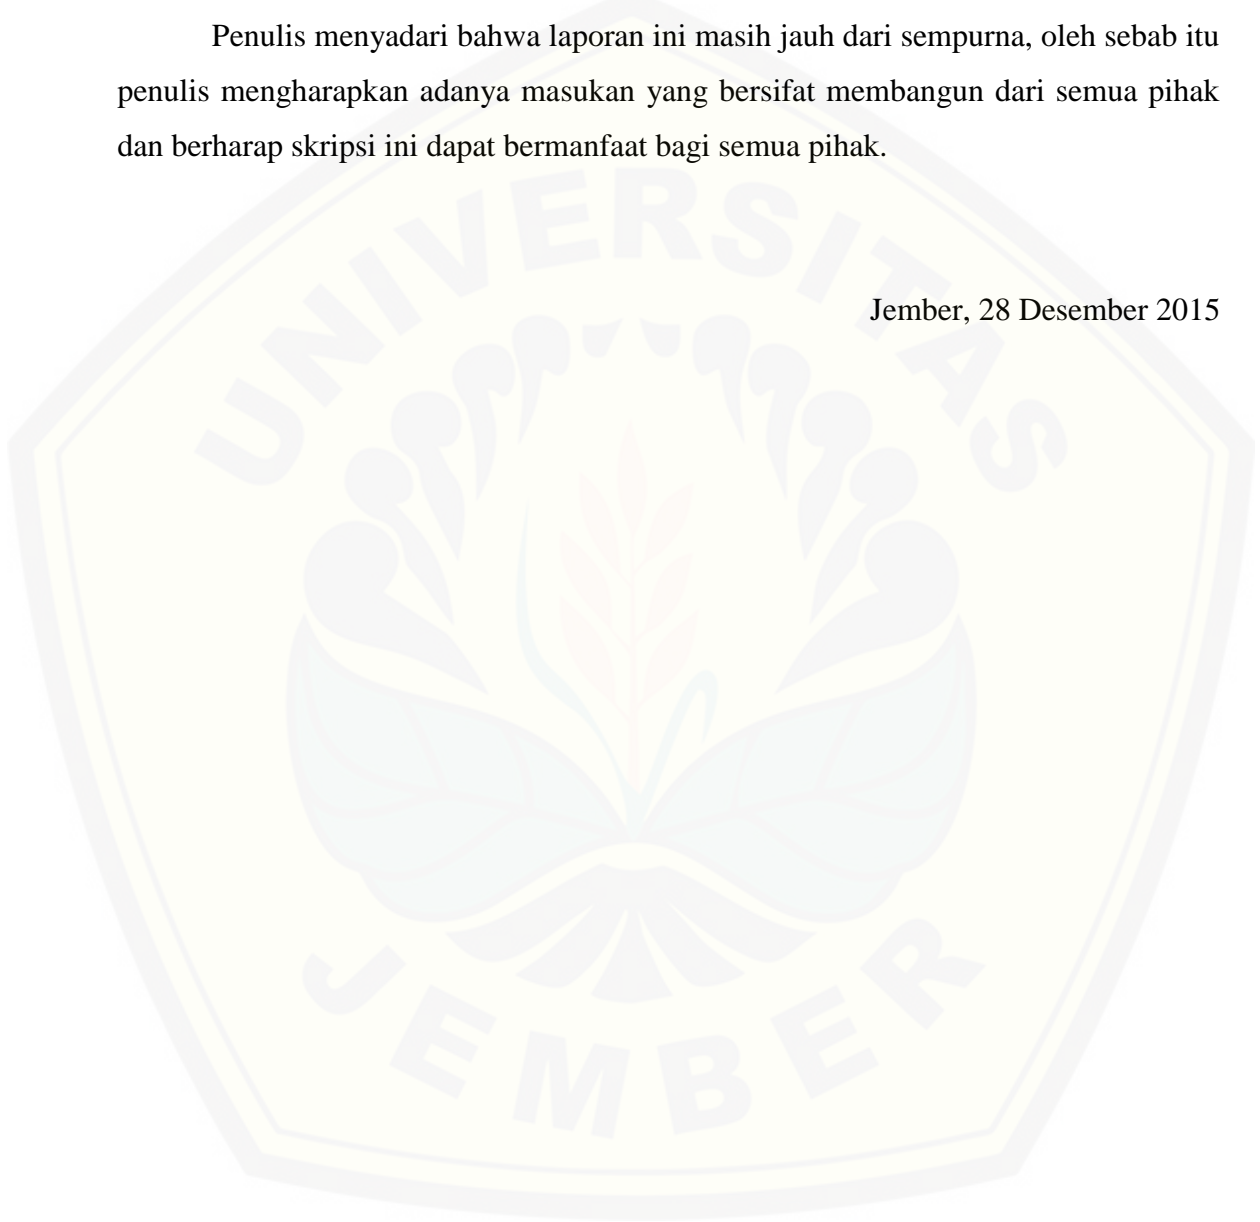 Penulis menyadari bahwa laporan ini masih jauh dari sempurna, oleh sebab itu
penulis mengharapkan adanya masukan yang bersifat membangun dari semua pihak
dan berharap skripsi ini dapat bermanfaat bagi semua pihak.
UNIVERSITAS
Jember, 28 Desember 2015
JEMBER